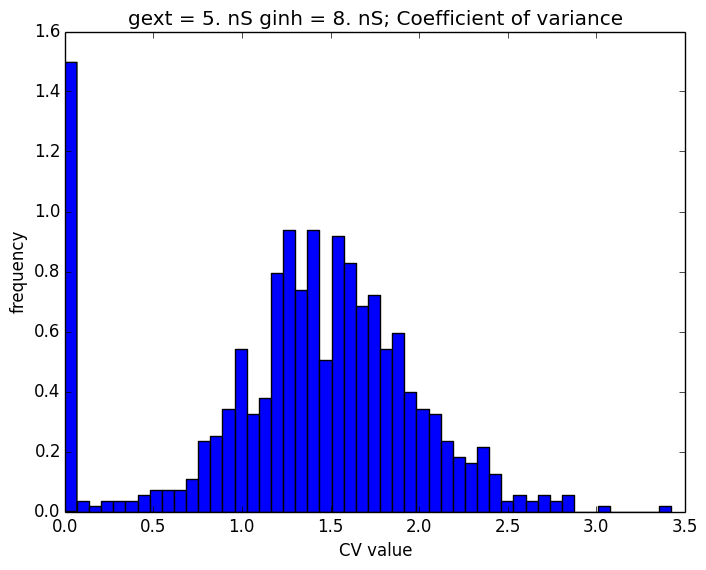 gext = 5. nS ginh = 8. nS; Coefficient of variance
1.6
1.4
1.2
1.0
0.8
0.6
0.4
0.2
0.0
frequency
0.0 0.5 1.0 1.5 2.0 2.5 3.0 3.5
CV value